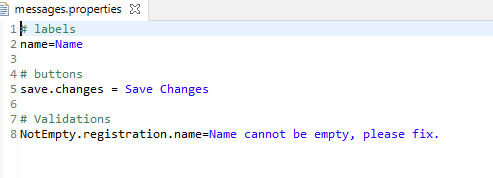 messages.properties
1 # labels
2 name=Name
3
4 # buttons
5 save.changes = Save Changes
6
7 # Validations
8 NotEmpty.registration.name=Name cannot be empty, please fix.